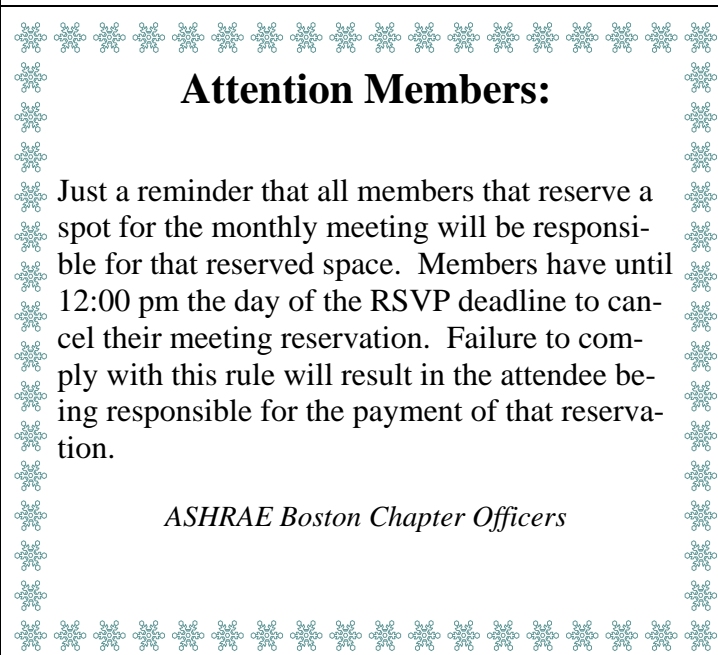 Attention Members:
Just a reminder that all members that reserve a
spot for the monthly meeting will be responsi-
ble for that reserved space.  Members have until
12:00 pm the day of the RSVP deadline to can-
cel their meeting reservation.  Failure to com-
ply with this rule will result in the attendee be-
ing responsible for the payment of that reserva-
tion.
ASHRAE Boston Chapter Officers